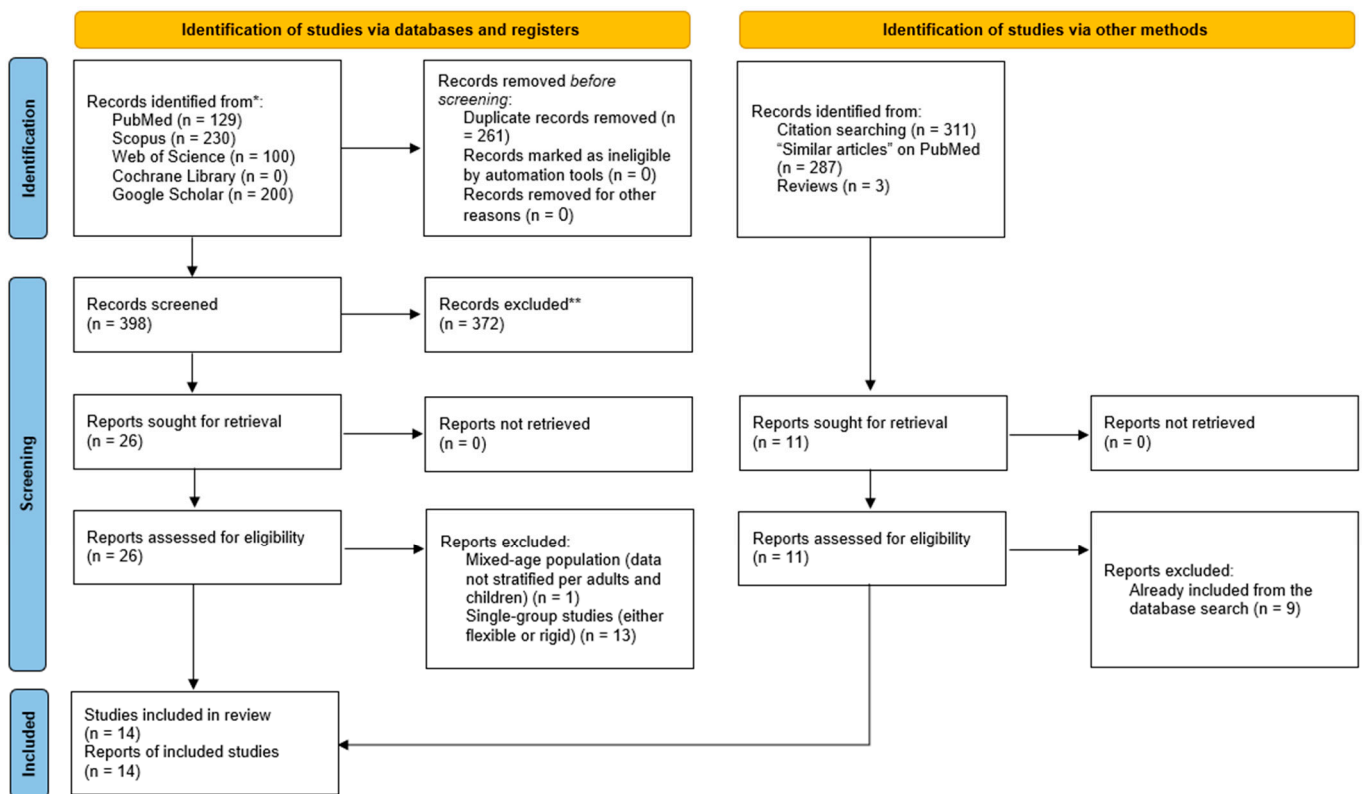 Identification of studies via databases and registers
Identification of studies via other methods
Identification
Records identified from*:
PubMed (n = 129)
Scopus (n = 230)
Web of Science (n = 100)
Cochrane Library (n = 0)
Google Scholar (n = 200)
Records removed before
screening:
Duplicate records removed (n
= 261)
Records marked as ineligible
by automation tools (n = 0)
Records removed for other
reasons (n = 0)
Records identified from:
Citation searching (n = 311)
“Similar articles” on PubMed
(n = 287)
Reviews (n = 3)
Screening
Records screened
(n = 398)
Records excluded**
(n = 372)
Reports sought for retrieval
(n = 26)
Reports not retrieved
(n = 0)
Reports sought for retrieval
(n = 11)
Reports not retrieved
(n = 0)
Reports assessed for eligibility
(n = 26)
Reports excluded:
Mixed-age population (data
not stratified per adults and
children) (n = 1)
Single-group studies (either
flexible or rigid) (n = 13)
Reports assessed for eligibility
(n = 11)
Reports excluded:
Already included from the
database search (n = 9)
Included
Studies included in review
(n = 14)
Reports of included studies
(n = 14)